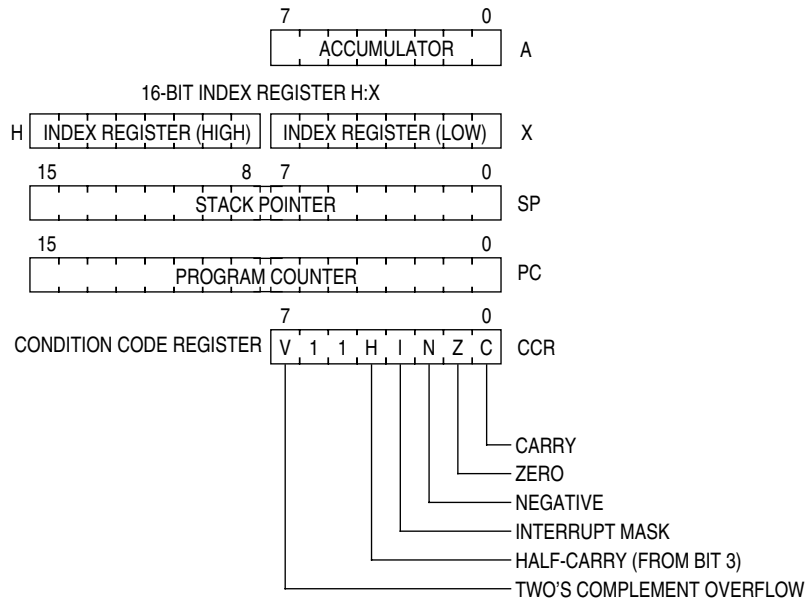 7 0
ACCUMULATOR A
16-BIT INDEX REGISTER H:X
H INDEX REGISTER (HIGH) INDEX REGISTER (LOW) X
15 8 7 0
STACK POINTER SP
15 0
PROGRAM COUNTER PC
7 0
CONDITION CODE REGISTER V 1 1 H I N Z C CCR
CARRY
ZERO
NEGATIVE
INTERRUPT MASK
HALF-CARRY (FROM BIT 3)
TWO'S COMPLEMENT OVERFLOW